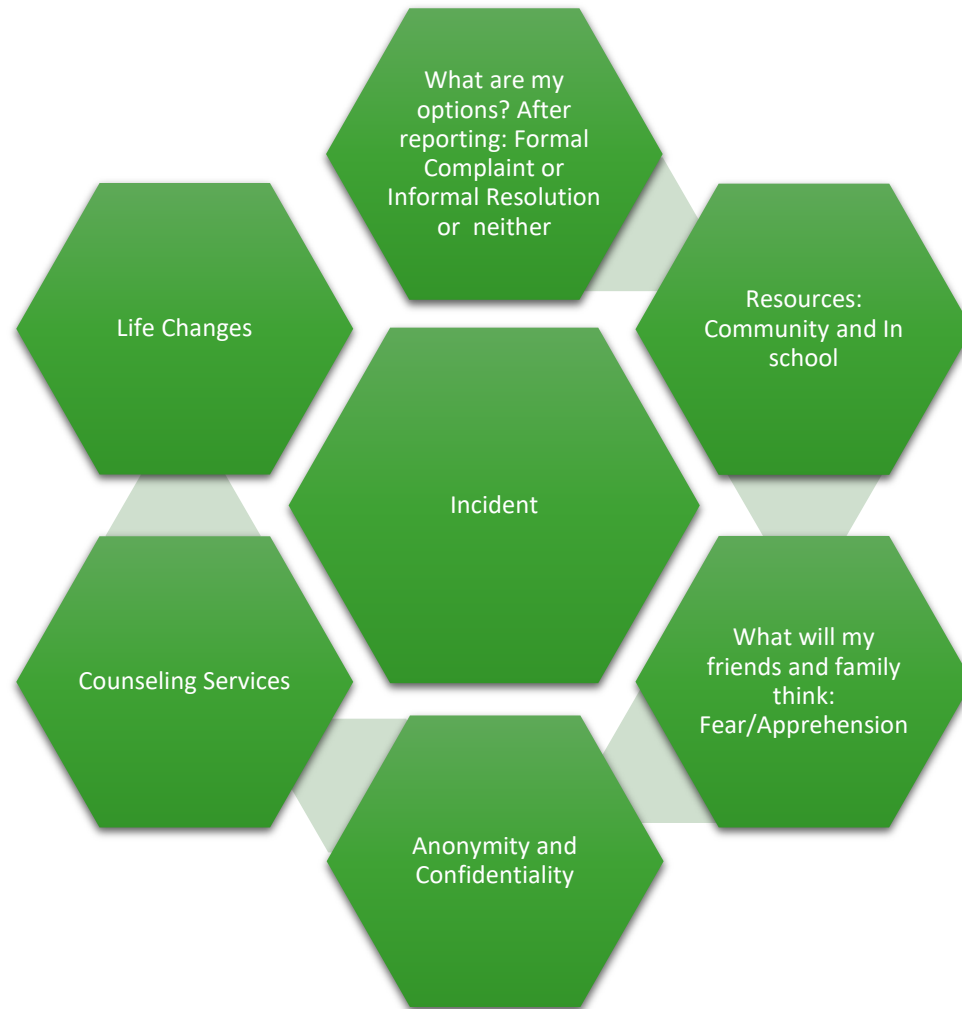 What are my
options? After
reporting: Formal
Complaint or
Informal Resolution
or  neither
Resources:
Community and In
school
What will my
friends and family
think:
Fear/Apprehension
Anonymity and
Confidentiality
Counseling Services
Life Changes
Incident